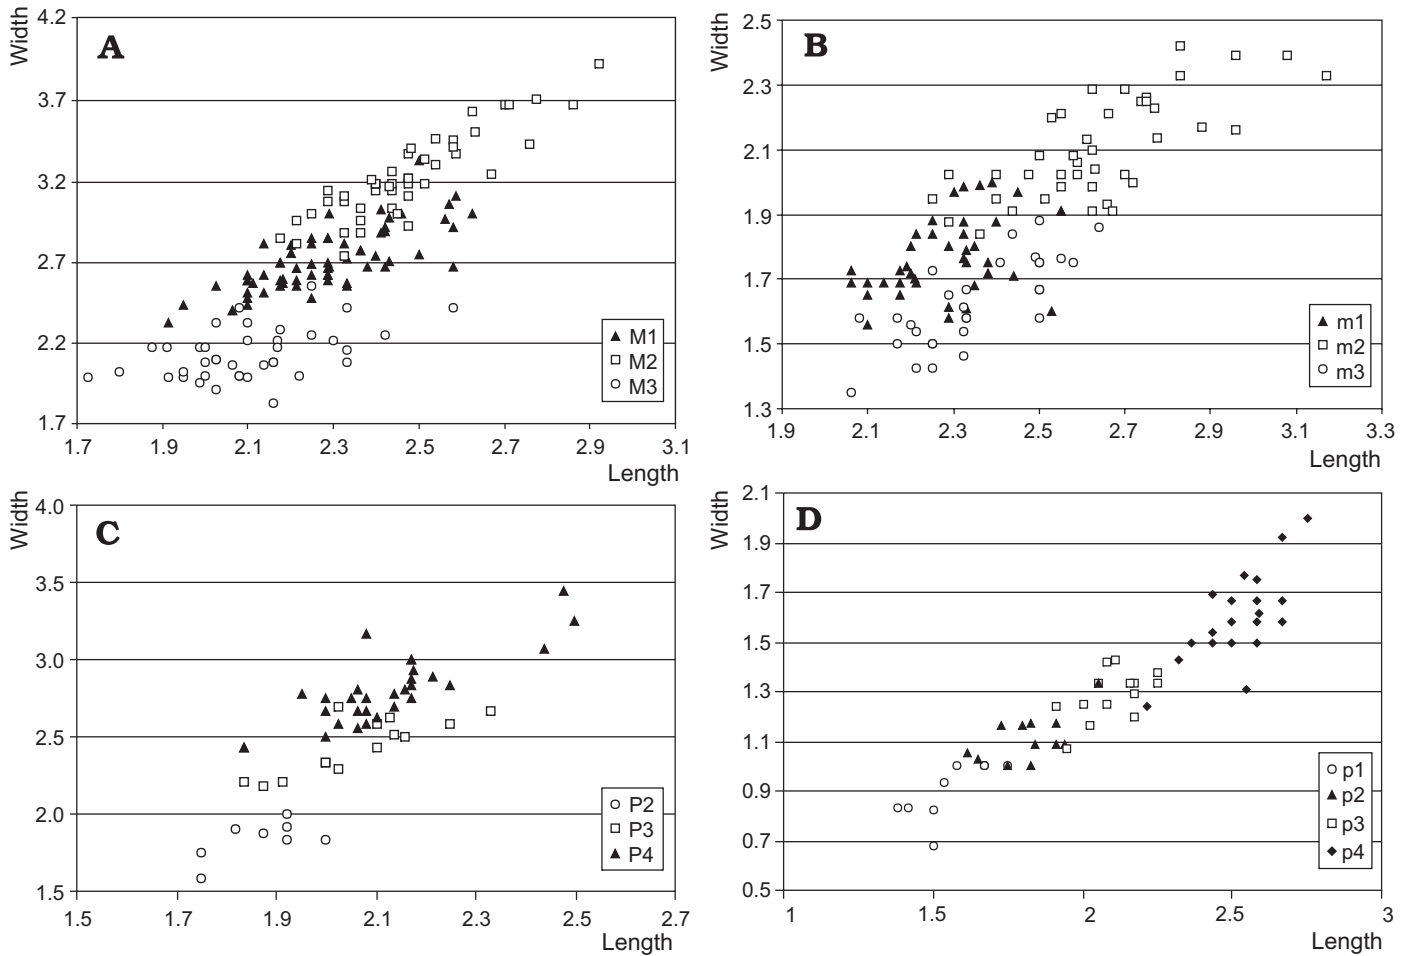 Width
A
4.2
3.7
3.2
2.7
2.2
1.7
1.7 1.9 2.1 2.3 2.5 2.7 2.9 3.1
Length
M1
M2
M3
Width
B
2.5
2.3
2.1
1.9
1.7
1.5
1.3
1.9 2.1 2.3 2.5 2.7 2.9 3.1 3.3
Length
m1
m2
m3
Width
C
4.0
3.5
3.0
2.5
2.0
1.5
1.5 1.7 1.9 2.1 2.3 2.5 2.7
Length
P2
P3
P4
Width
D
2.1
1.9
1.7
1.5
1.3
1.1
0.9
0.7
0.5
1 1.5 2 2.5 3
Length
p1
p2
p3
p4